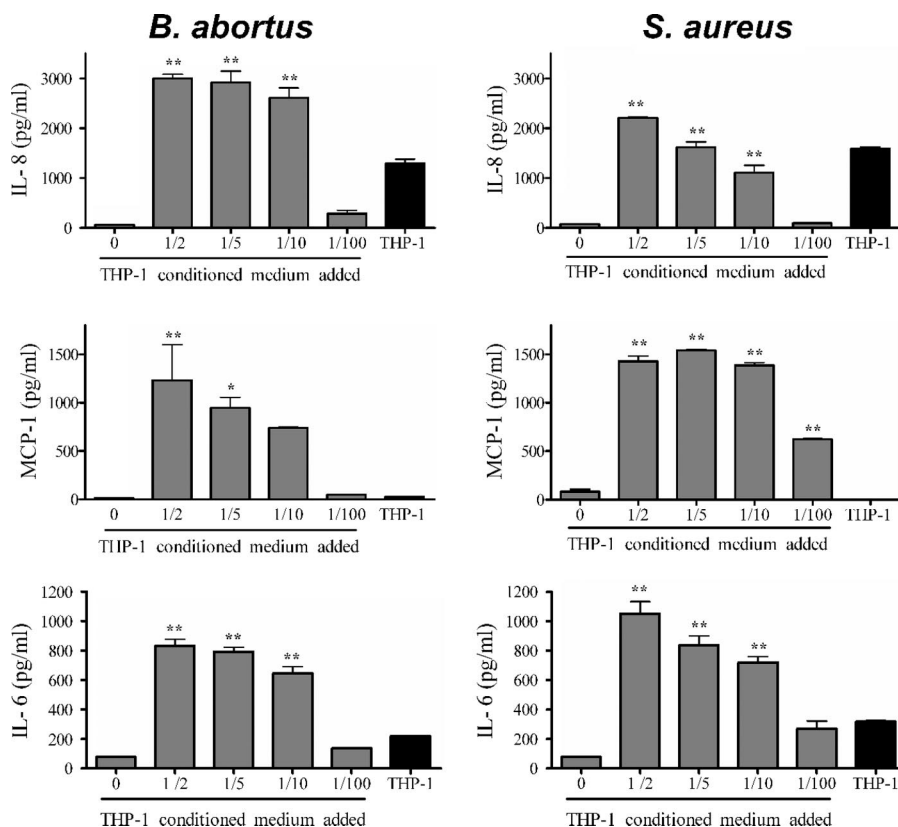 B. abortus
IL- 8 (pg/ml)
3000
2000
1000
0
** ** **
0 1/2 1/5 1/10 1/100 THP-1
THP-1 conditioned medium added
S. aureus
IL-8 (pg/ml)
3000
2000
1000
0
** ** **
0 1/2 1/5 1/10 1/100 THP-1
THP-1 conditioned medium added
MCP-1 (pg/ml)
1500
1000
500
0
** *
0 1/2 1/5 1/10 1/100 THP-1
THP-1 conditioned medium added
MCP-1 (pg/ml)
1500
1000
500
0
** ** ** **
0 1/2 1/5 1/10 1/100 THP-1
THP-1 conditioned medium added
IL- 6 (pg/ml)
1200
1000
800
600
400
200
0
** ** **
0 1 /2 1/5 1/10 1/100 THP-1
THP-1 conditioned medium added
IL- 6 (pg/ml)
1200
1000
800
600
400
200
0
** ** **
0 1 /2 1/5 1/10 1/100 THP-1
THP-1 conditioned medium added